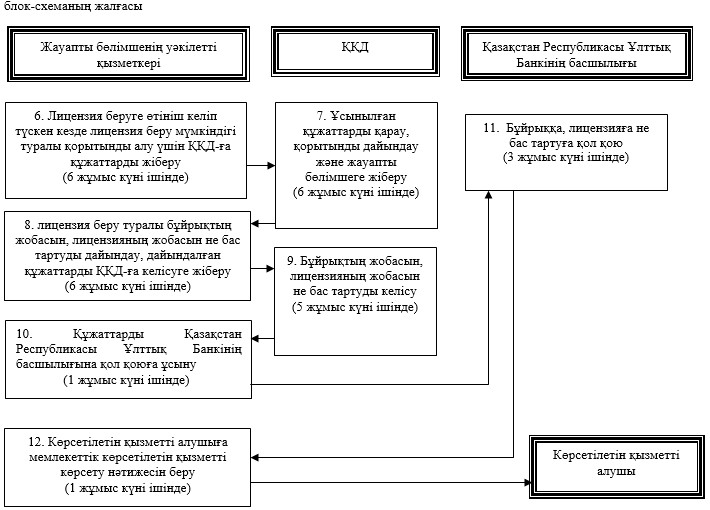 блок-схеманың жалғасы
Жауапты бөлімшенің уәкілетті
қызметкері
ҚҚД
Қазақстан Республикасы Ұлттық
Банкінің басшылығы
6. Лицензия беруге өтініш келіп
түскен кезде лицензия беру мүмкіндігі
туралы қорытынды алу үшін ҚҚД-ға
құжаттарды жіберу
(6 жұмыс күні ішінде)
7. Ұсынылған
құжаттарды қарау,
қорытынды дайындау
және жауапты
бөлімшеге жіберу
(6 жұмыс күні ішінде)
11. Бұйрыққа, лицензияға не
бас тартуға қол қою
(3 жұмыс күні ішінде)
8. лицензия беру туралы бұйрықтың
жобасын, лицензияның жобасын не бас
тартуды дайындау, дайындалған
құжаттарды ҚҚД-ға келісуге жіберу
(6 жұмыс күні ішінде)
9. Бұйрықтың жобасын,
лицензияның жобасын
не бас тартуды келісу
(5 жұмыс күні ішінде)
10. Құжаттарды Қазақстан
Республикасы Ұлттық Банкінің
басшылығына қол қоюға ұсыну
(1 жұмыс күні ішінде)
12. Көрсетілетін қызметті алушыға
мемлекеттік көрсетілетін қызметті
көрсету нәтижесін беру
(1 жұмыс күні ішінде)
Көрсетілетін қызметті
алушы